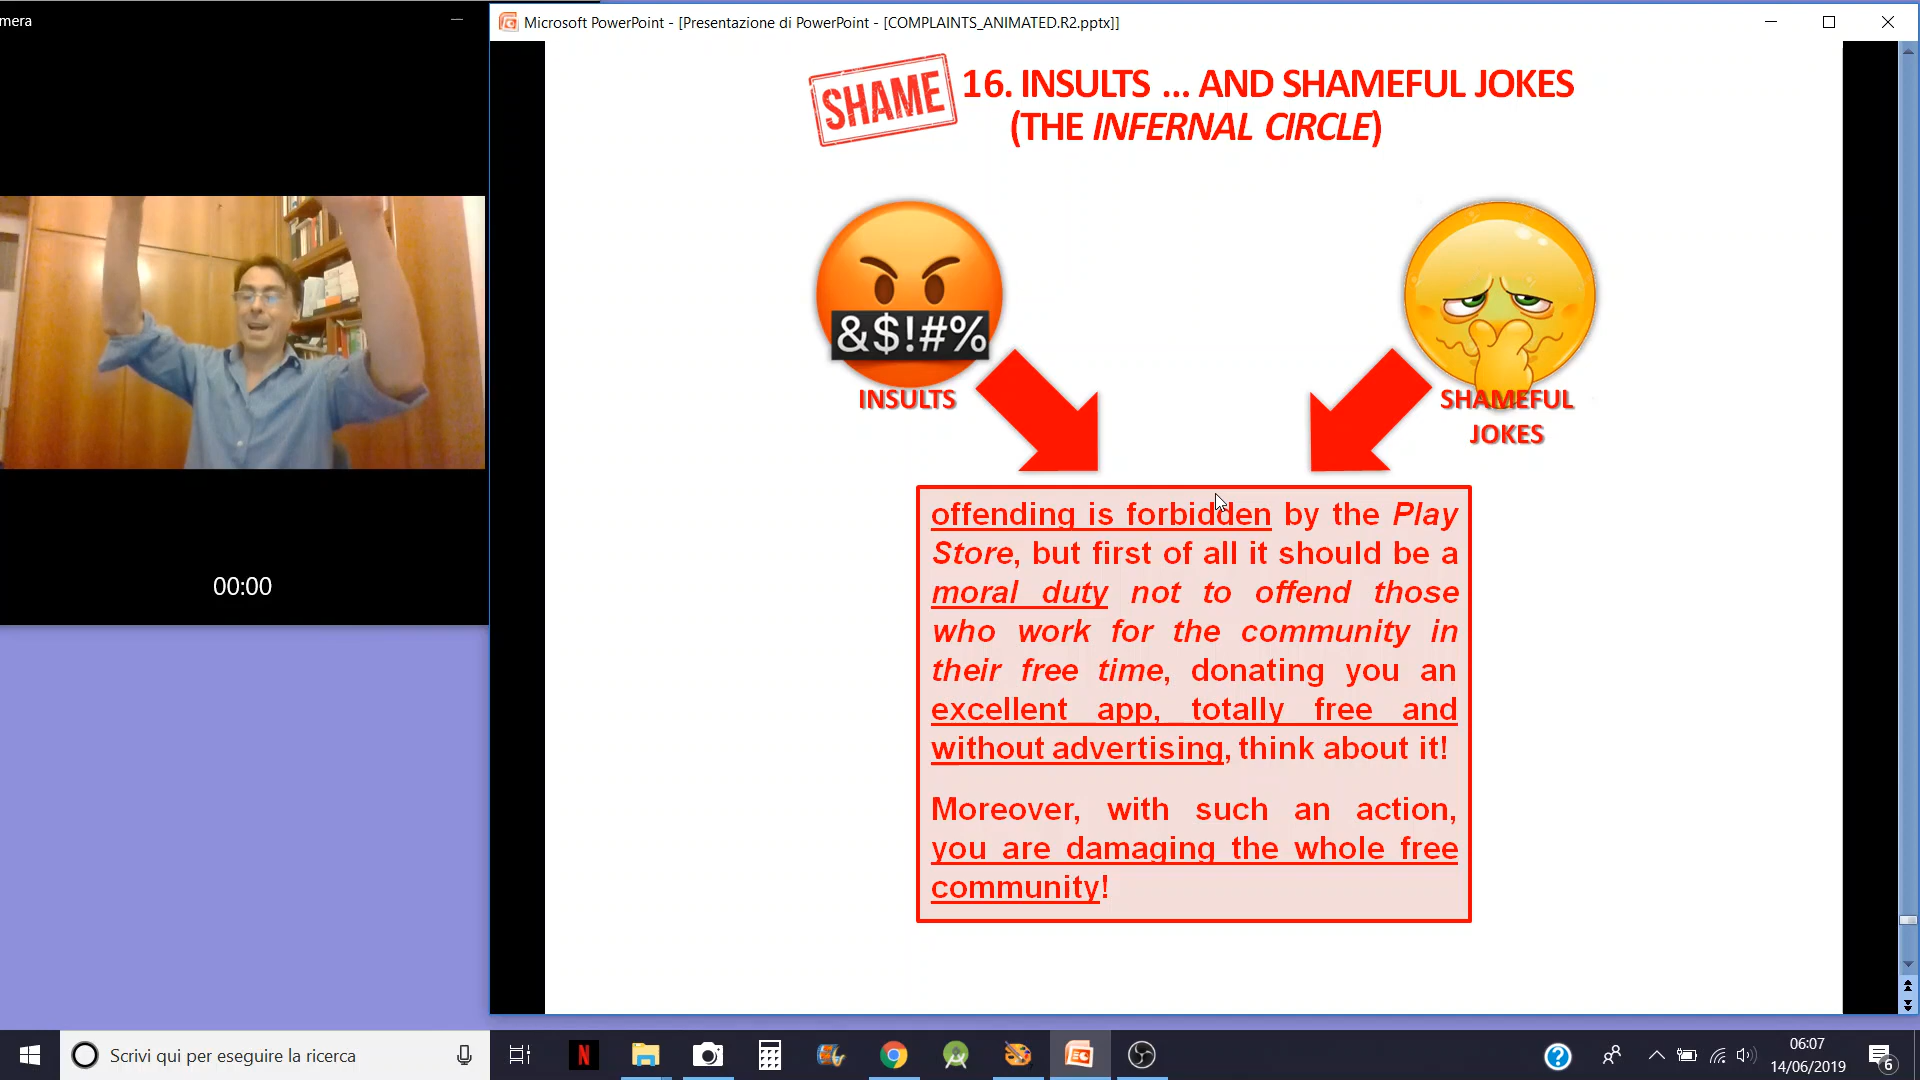 mera
Microsoft PowerPoint - [Presentazione di PowerPoint - [COMPLAINTS_ANIMATED.R2.pptx]]
SHAME
16. INSULTS ... AND SHAMEFUL JOKES
(THE INFERNAL CIRCLE)
&$!#%
INSULTS
SHAMEFUL
JOKES
offending is forbidden by the Play
Store, but first of all it should be a
moral duty not to offend those
who work for the community in
their free time, donating you an
excellent app, totally free and
without advertising, think about it!
Moreover, with such an action,
you are damaging the whole free
community!
00:00
Scrivi qui per eseguire la ricerca
N
06:07
14/06/2019
6